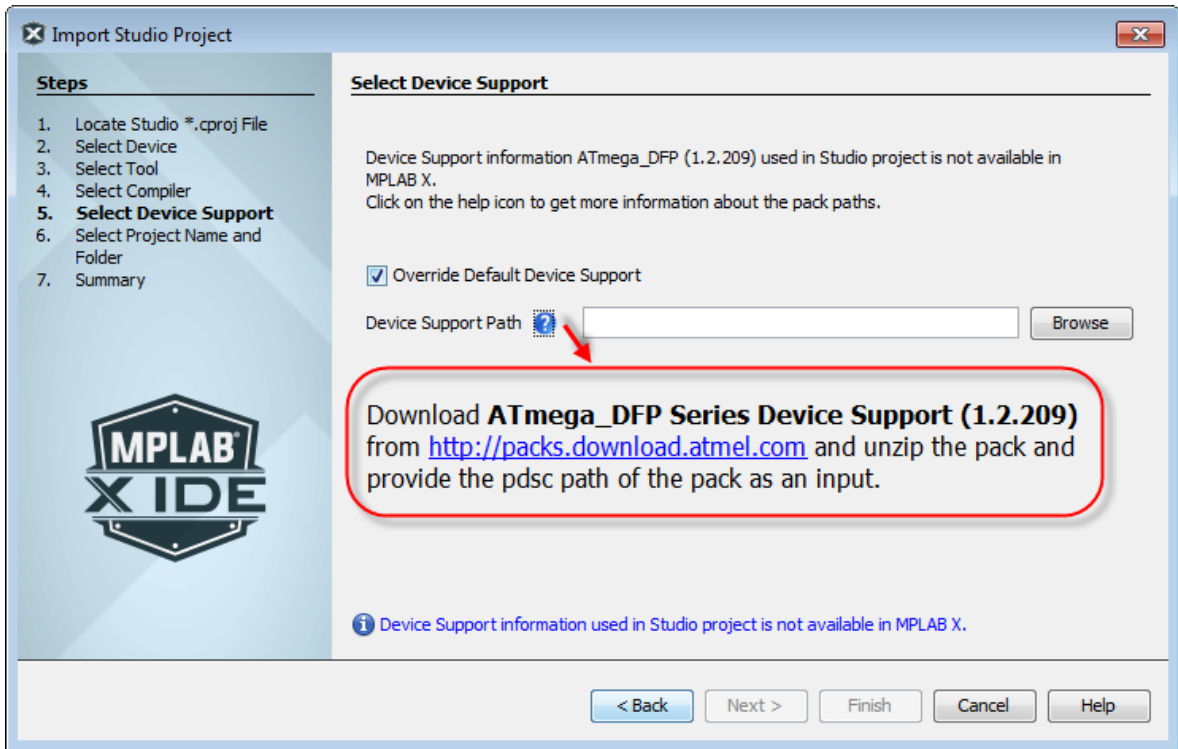 Import Studio Project
Steps
1. Locate Studio *.cproj File
2. Select Device
3. Select Tool
4. Select Compiler
5. Select Device Support
6. Select Project Name and
Folder
7. Summary
MPLAB
X IDE
Select Device Support
Device Support information ATmega_DFP (1.2.209) used in Studio project is not available in
MPLAB X.
Click on the help icon to get more information about the pack paths.
Override Default Device Support
Device Support Path ? Browse
Download ATmega_DFP Series Device Support (1.2.209)
from http://packs.download.atmel.com and unzip the pack and
provide the pdsc path of the pack as an input.
Device Support information used in Studio project is not available in MPLAB X.
< Back Next > Finish Cancel Help